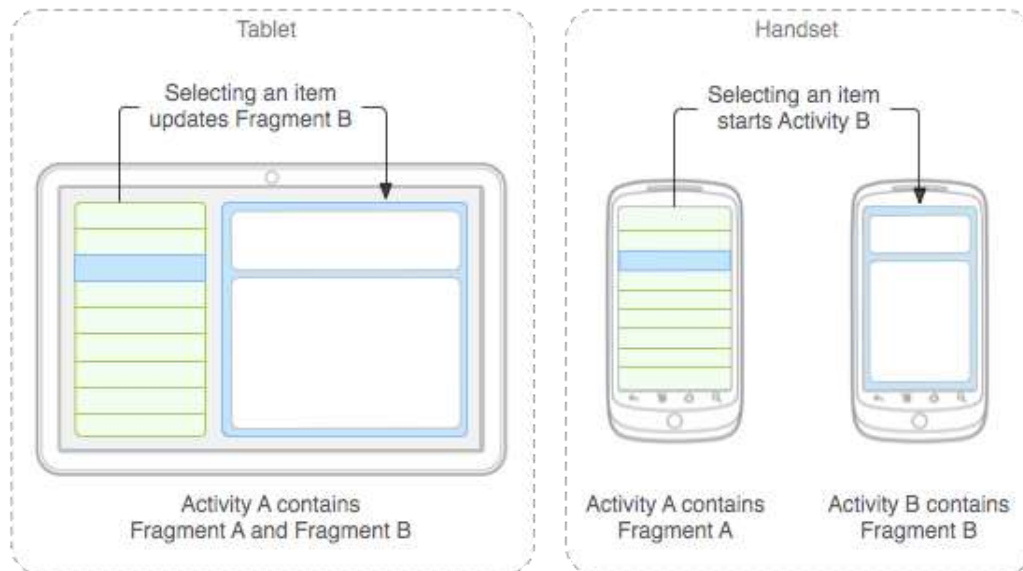 Tablet
Selecting an item
updates Fragment B
Activity A contains
Fragment A and Fragment B
Handset
Selecting an item
starts Activity B
Activity A contains
Fragment A
Activity B contains
Fragment B